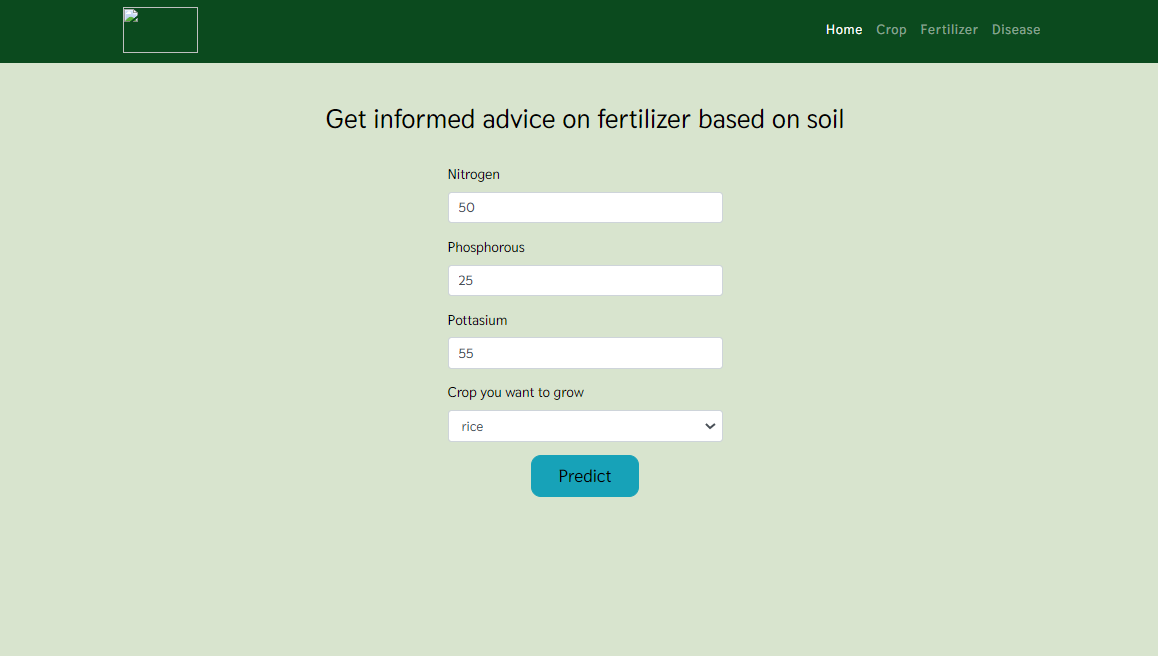 Home Crop Fertilizer Disease
Get informed advice on fertilizer based on soil
Nitrogen
50
Phosphorous
25
Pottasium
55
Crop you want to grow
rice
Predict